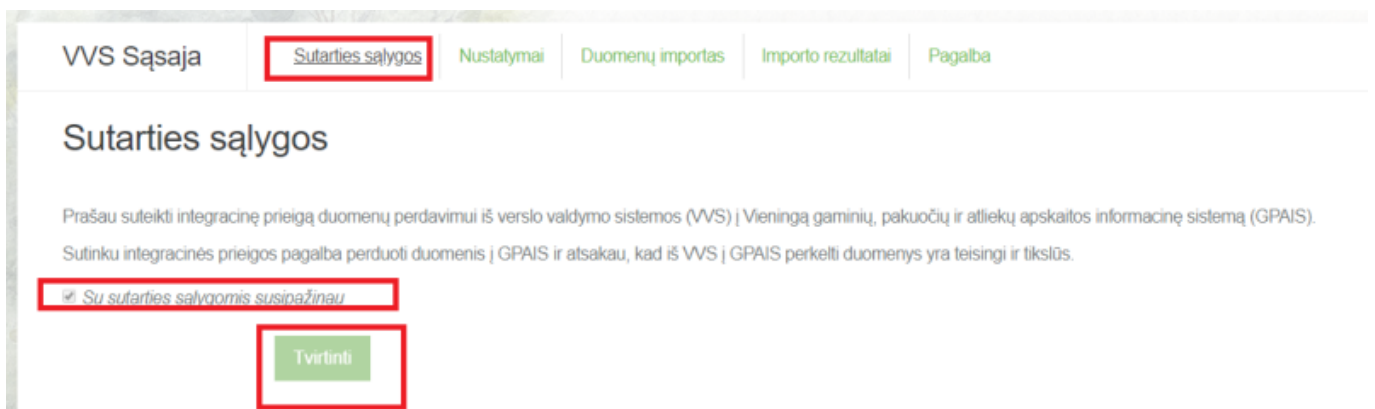 VVS Sąsaja Sutarties sąlygos Nustatymai Duomenų importas Importo rezultatai Pagalba
Sutarties sąlygos
Prašau suteikti integracinę prieigą duomenų perdavimui iš verslo valdymo sistemos (VVS) į Vieningą gaminių, pakuočių ir atliekų apskaitos informacinę sistemą (GPAIS).
Sutinku integracinės prieigos pagalba perduoti duomenis į GPAIS ir atsakau, kad iš VVS į GPAIS perkelti duomenys yra teisingi ir tikslūs.
Su sutarties sąlygomis susipažinau
Tvirtinti